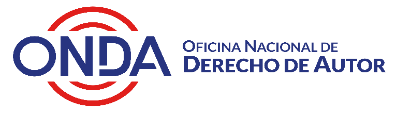 ONDA
OFICINA NACIONAL DE
DERECHO DE AUTOR